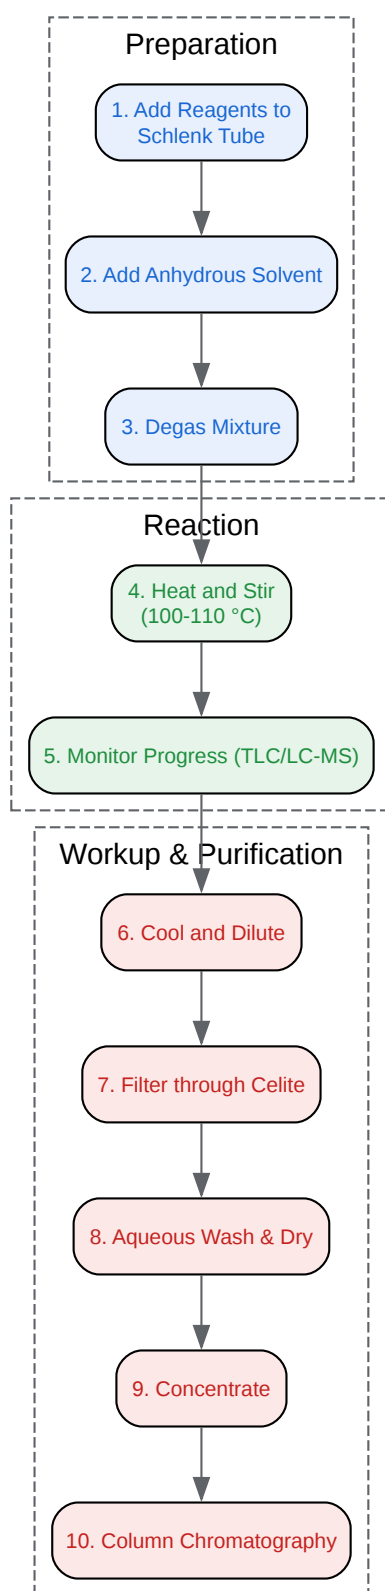 Preparation
1. Add Reagents to
Schlenk Tube
2. Add Anhydrous Solvent
3. Degas Mixture
Reaction
4. Heat and Stir
(100-110 °C)
5. Monitor Progress (TLC/LC-MS)
Workup & Purification
6. Cool and Dilute
7. Filter through Celite
8. Aqueous Wash & Dry
9. Concentrate
10. Column Chromatography